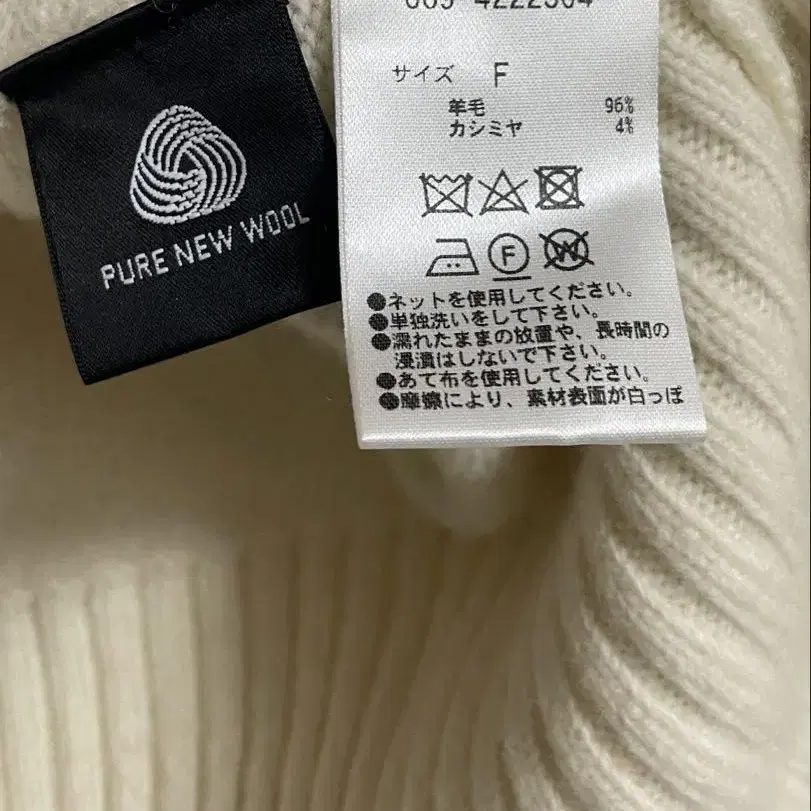 PURE NEW WOOL
サイズ F
羊毛 96%
カシミヤ 4%
F
W
●ネットを使用してください。
●単独洗いをして下さい。
●濡れたままの放置や、長時間の
浸漬はしないで下さい。
●あて布を使用してください。
●摩擦により、素材表面が白っぽ